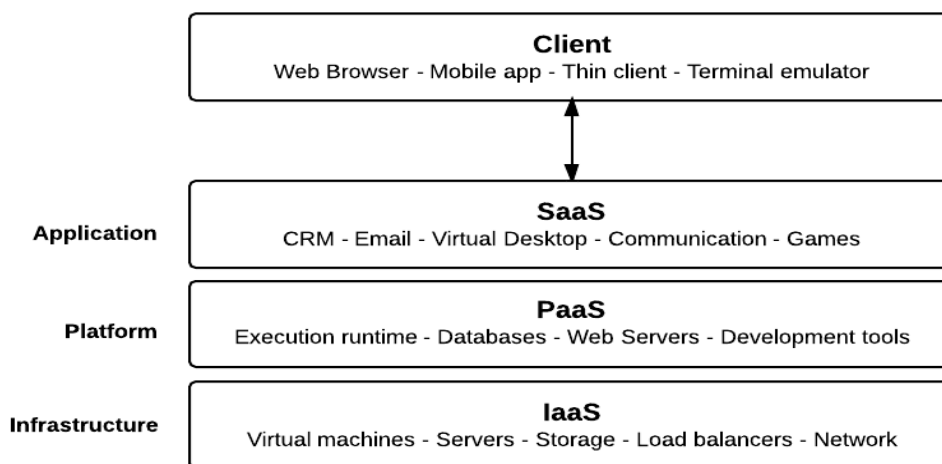 Client
Web Browser - Mobile app - Thin client - Terminal emulator
Application
SaaS
CRM - Email - Virtual Desktop - Communication - Games
Platform
PaaS
Execution runtime - Databases - Web Servers - Development tools
Infrastructure
IaaS
Virtual machines - Servers - Storage - Load balancers - Network